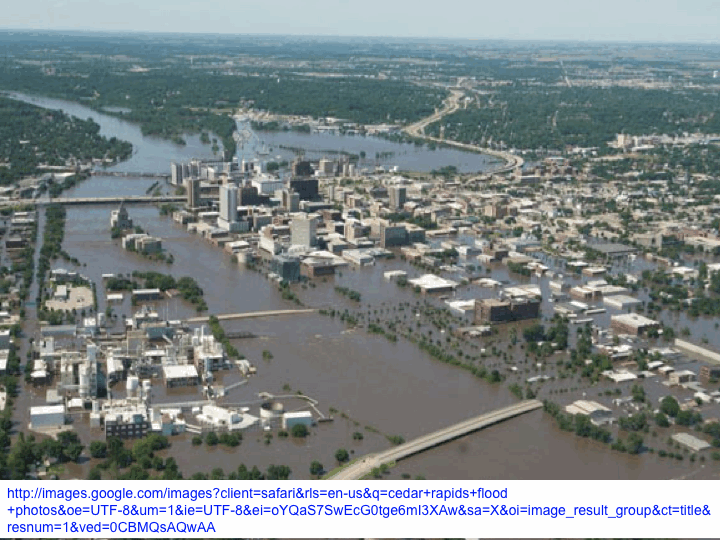 http://images.google.com/images?client=safari&rls=en-us&q=cedar+rapids+flood
+photos&oe=UTF-8&um=1&ie=UTF-8&ei=oYQaS7SwEcG0tge6mI3XAw&sa=X&oi=image_result_group&ct=title&
resnum=1&ved=0CBMQsAQwAA